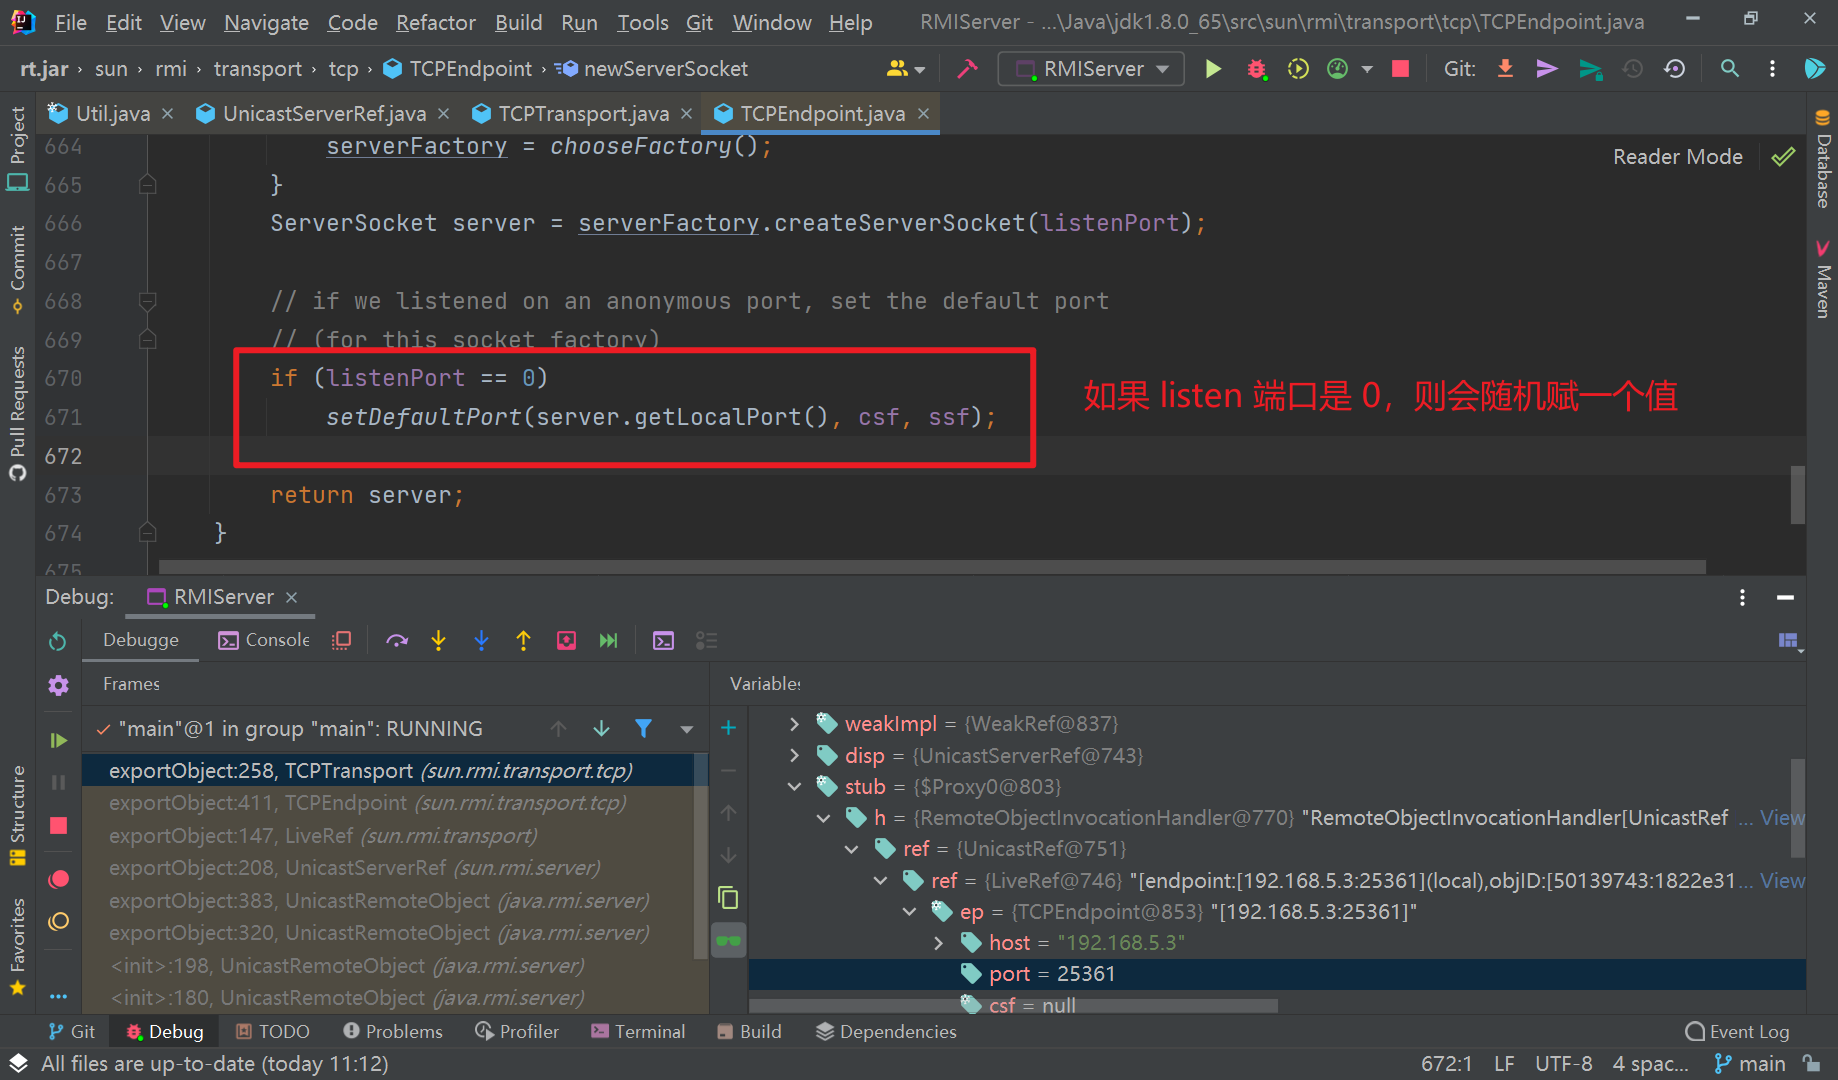 File Edit View Navigate Code Refactor Build Run Tools Git Window Help RMIServer - ...\Java\jdk1.8.0_65\src\sun\rmi\transport\tcp\TCPEndpoint.java
rt.jar › sun › rmi › transport › tcp › TCPEndpoint › newServerSocket RMIServer Git:
Util.java UnicastServerRef.java TCPTransport.java TCPEndpoint.java
Project
Commit
Pull Requests
Structure
Favorites
Database
Maven
Reader Mode
664 serverFactory = chooseFactory();
665 }
666 ServerSocket server = serverFactory.createServerSocket(listenPort);
667
668 // if we listened on an anonymous port, set the default port
669 // (for this socket factory)
670 if (listenPort == 0)
671 setDefaultPort(server.getLocalPort(), csf, ssf);
如果 listen 端口是 0，则会随机赋一个值
672
673 return server;
674 }
675
Debug: RMIServer
Debugge Console
Frames
"main"@1 in group "main": RUNNING
exportObject:258, TCPTransport (sun.rmi.transport.tcp)
exportObject:411, TCPEndpoint (sun.rmi.transport.tcp)
exportObject:147, LiveRef (sun.rmi.transport)
exportObject:208, UnicastServerRef (sun.rmi.server)
exportObject:383, UnicastRemoteObject (java.rmi.server)
exportObject:320, UnicastRemoteObject (java.rmi.server)
<init>:198, UnicastRemoteObject (java.rmi.server)
<init>:180, UnicastRemoteObject (java.rmi.server)
Variables
weakImpl = {WeakRef@837}
disp = {UnicastServerRef@743}
stub = {$Proxy0@803}
h = {RemoteObjectInvocationHandler@770} "RemoteObjectInvocationHandler[UnicastRef ... View
ref = {UnicastRef@751}
ref = {LiveRef@746} "[endpoint:[192.168.5.3:25361](local),objID:[50139743:1822e31... View
ep = {TCPEndpoint@853} "[192.168.5.3:25361]"
host = "192.168.5.3"
port = 25361
csf = null
Git Debug TODO Problems Profiler Terminal Build Dependencies Event Log
All files are up-to-date (today 11:12) 672:1 LF UTF-8 4 spac... main